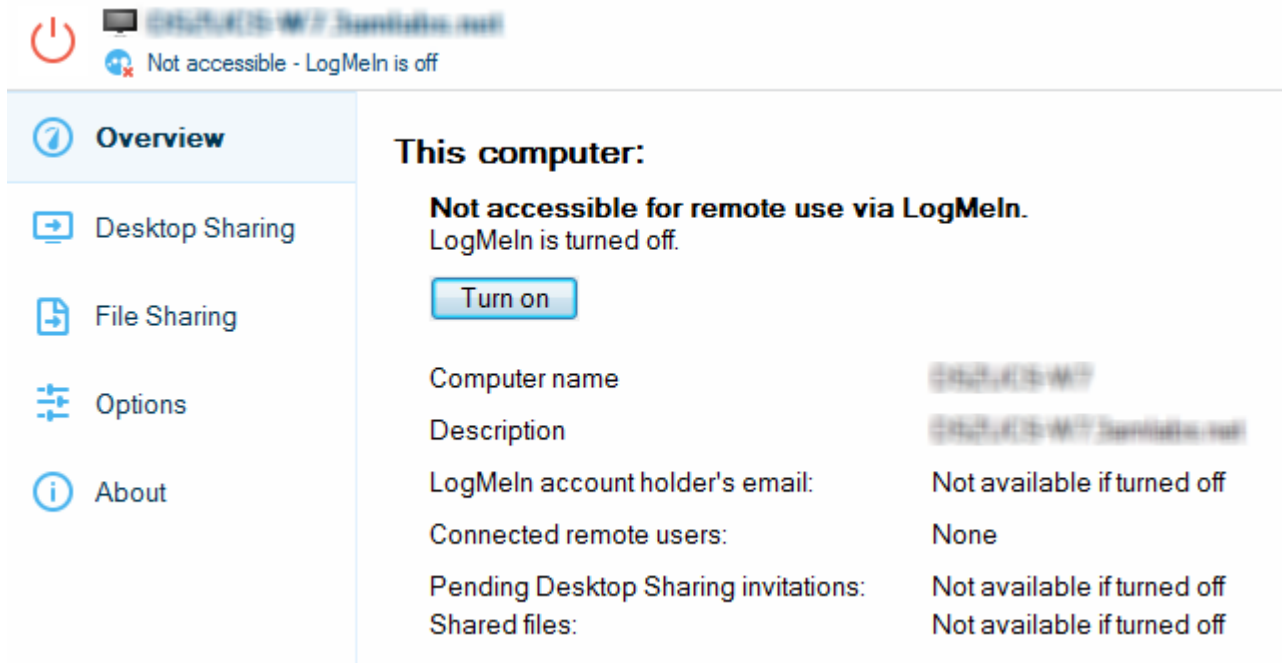 Not accessible - LogMeIn is off
Overview
Desktop Sharing
File Sharing
Options
About
This computer:
Not accessible for remote use via LogMeIn.
LogMeIn is turned off.
Turn on
Computer name
Description
LogMeIn account holder's email: Not available if turned off
Connected remote users: None
Pending Desktop Sharing invitations: Not available if turned off
Shared files: Not available if turned off